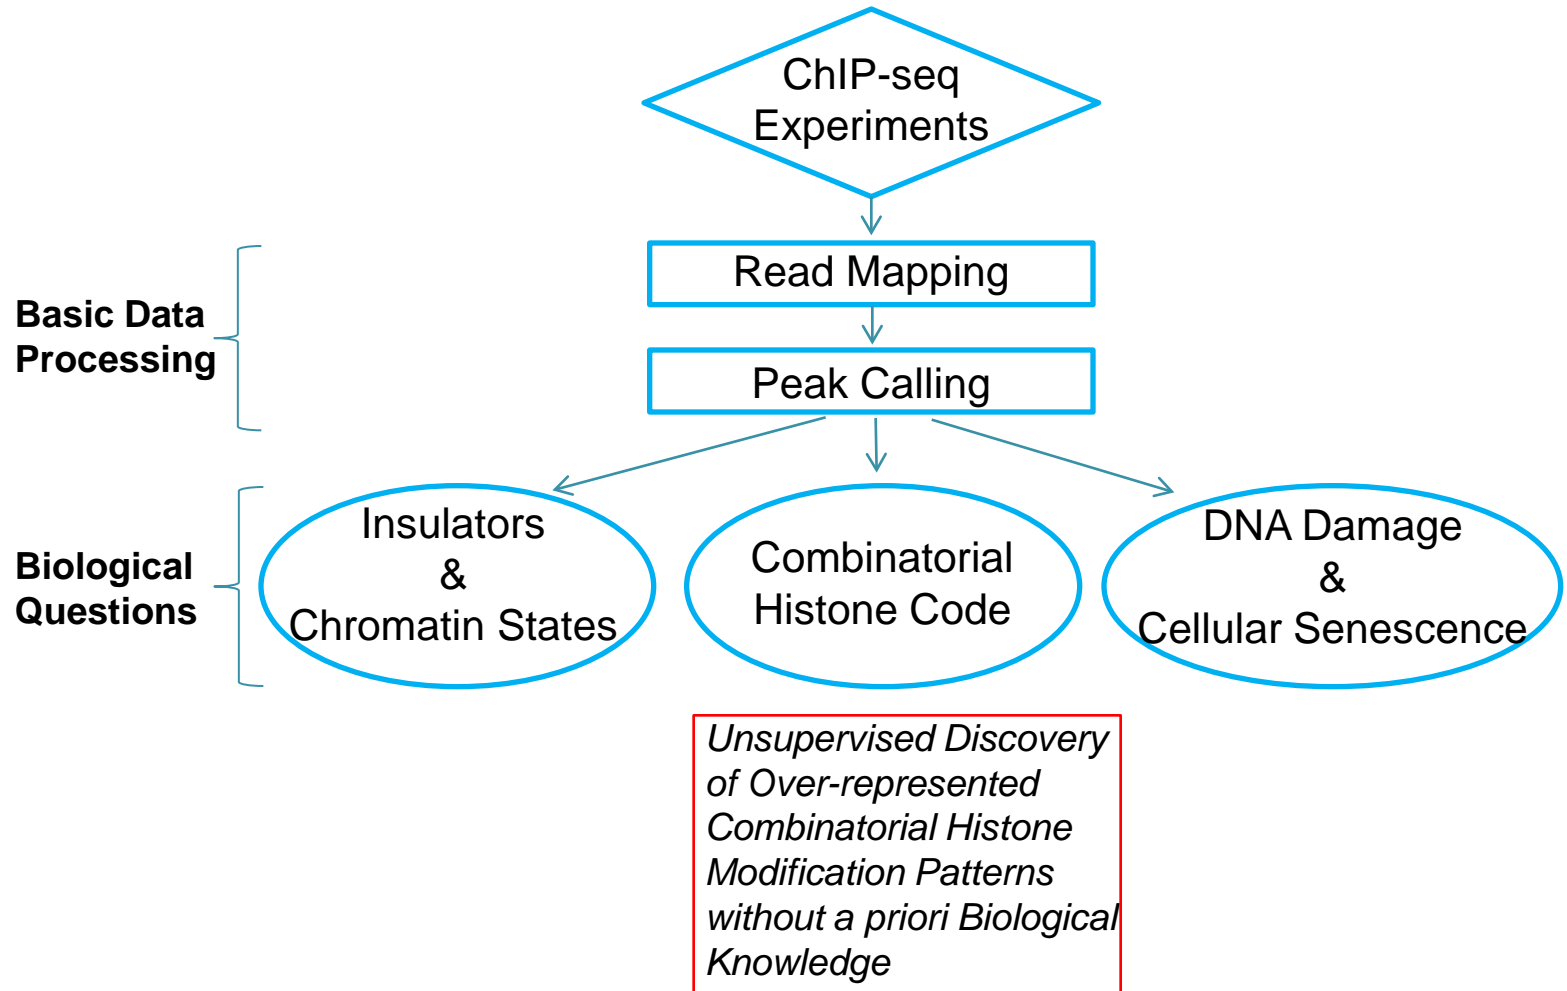 ChIP-seq
Experiments
Read Mapping
Basic Data
Processing
Peak Calling
Biological
Questions
Insulators
&
Chromatin States
Combinatorial
Histone Code
DNA Damage
&
Cellular Senescence
Unsupervised Discovery
of Over-represented
Combinatorial Histone
Modification Patterns
without a priori Biological
Knowledge